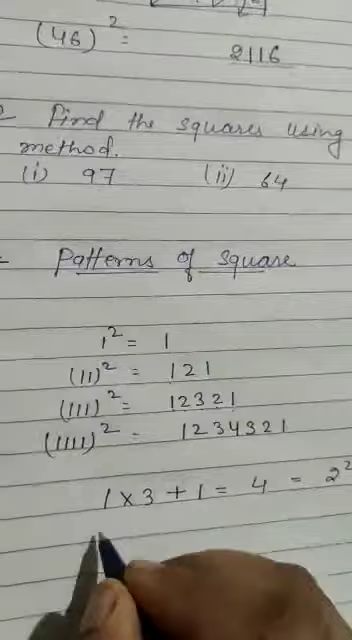 (46)² = 2116
Find the squares using
method.
(i) 97 (ii) 64
Patterns of square
1² = 1
(11)² = 121
(111)² = 12321
(1111)² = 1234321
1 × 3 + 1 = 4 = 2²